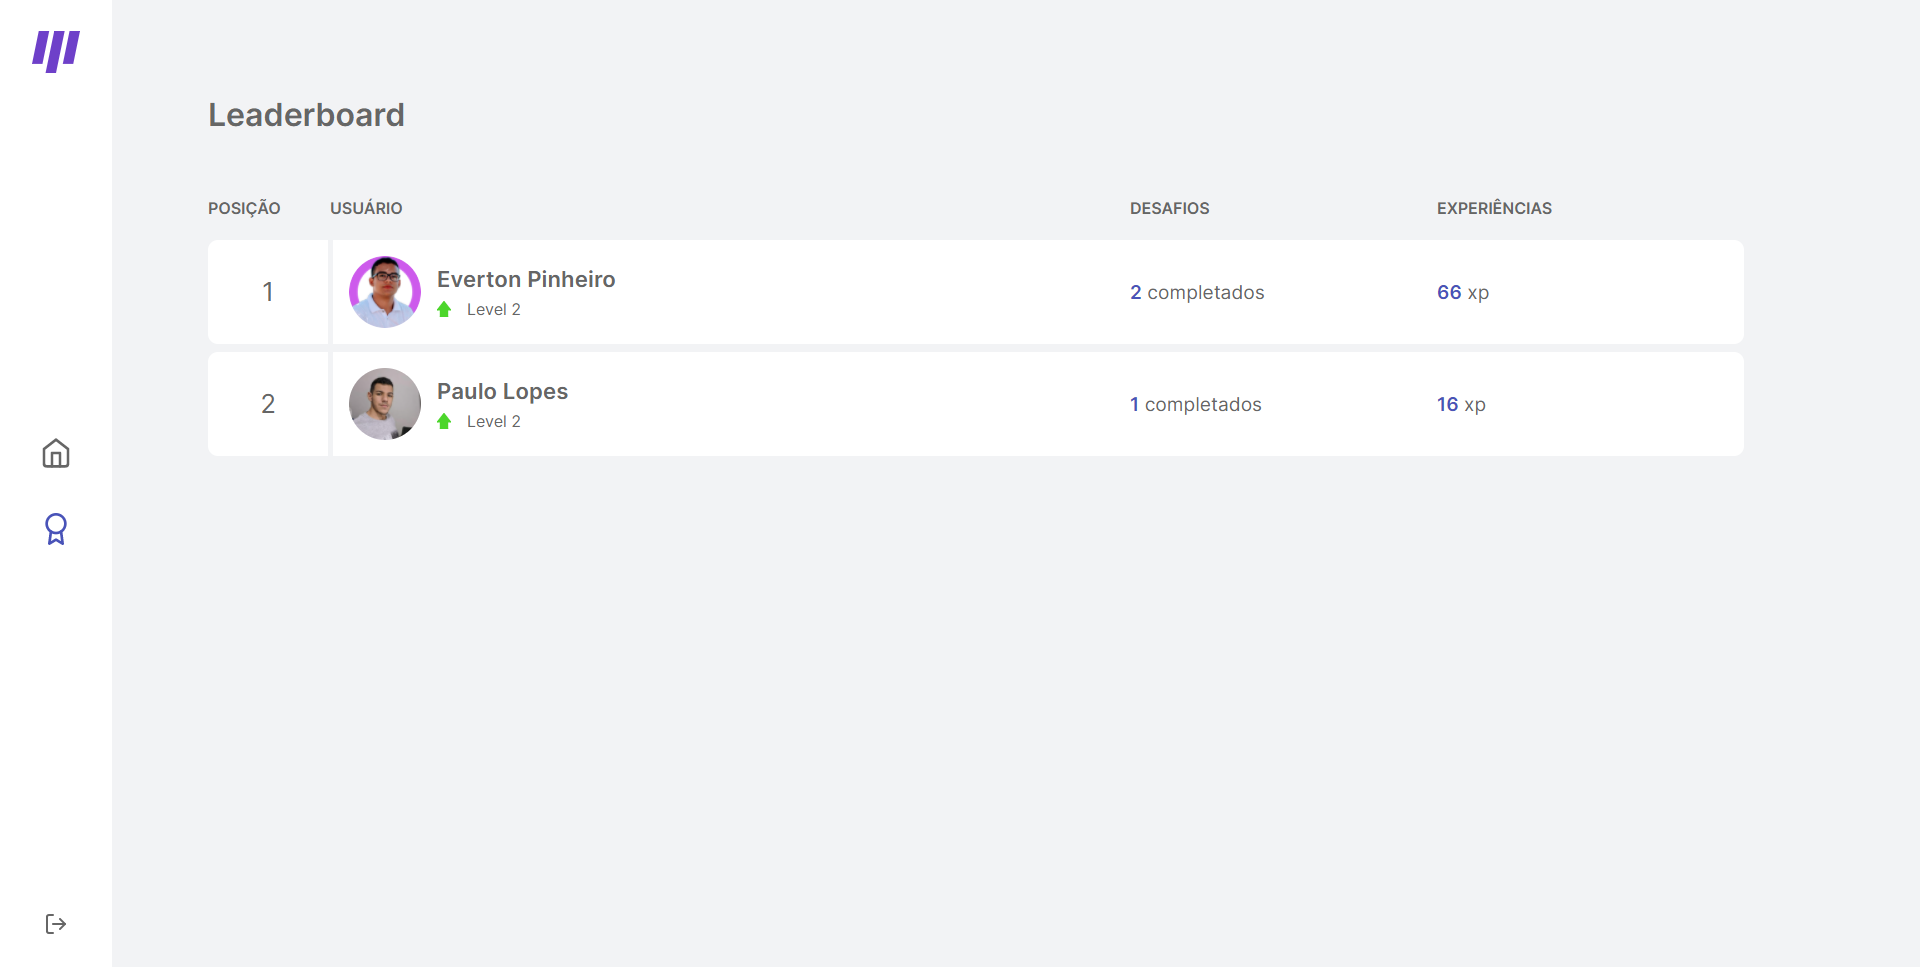 Leaderboard
POSIÇÃO USUÁRIO DESAFIOS EXPERIÊNCIAS
1 Everton Pinheiro 2 completados 66 xp
Level 2
2 Paulo Lopes 1 completados 16 xp
Level 2